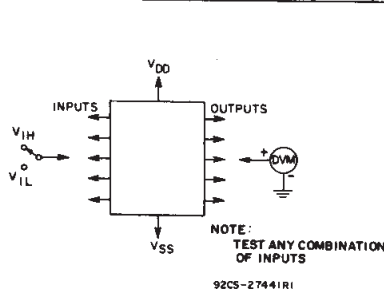 VDD
INPUTS
OUTPUTS
VIH
VIL
+
DVM
-
VSS
NOTE:
TEST ANY COMBINATION
OF INPUTS
92CS-27441R1